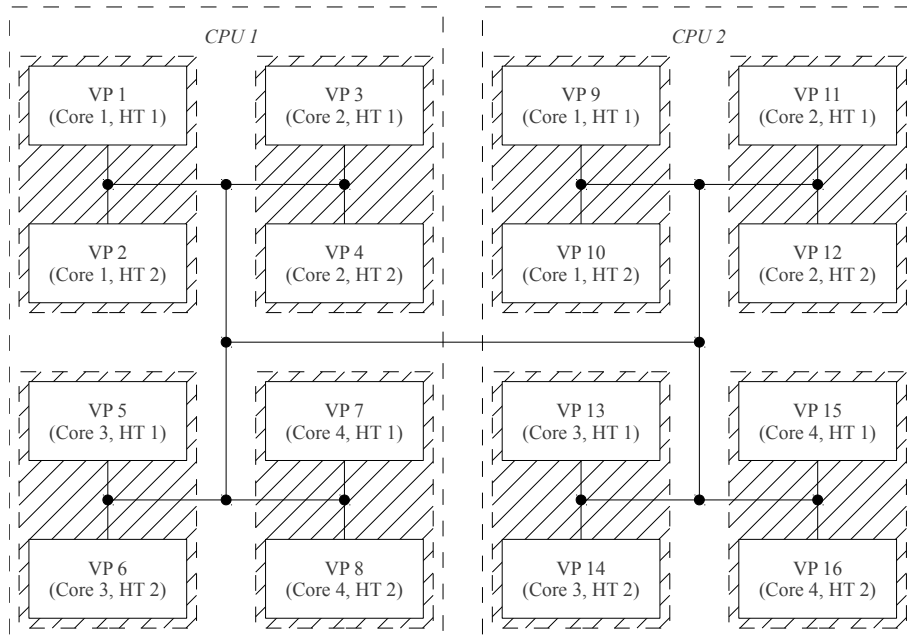 CPU 1
CPU 2
VP 1
(Core 1, HT 1)
VP 3
(Core 2, HT 1)
VP 9
(Core 1, HT 1)
VP 11
(Core 2, HT 1)
VP 2
(Core 1, HT 2)
VP 4
(Core 2, HT 2)
VP 10
(Core 1, HT 2)
VP 12
(Core 2, HT 2)
VP 5
(Core 3, HT 1)
VP 7
(Core 4, HT 1)
VP 13
(Core 3, HT 1)
VP 15
(Core 4, HT 1)
VP 6
(Core 3, HT 2)
VP 8
(Core 4, HT 2)
VP 14
(Core 3, HT 2)
VP 16
(Core 4, HT 2)